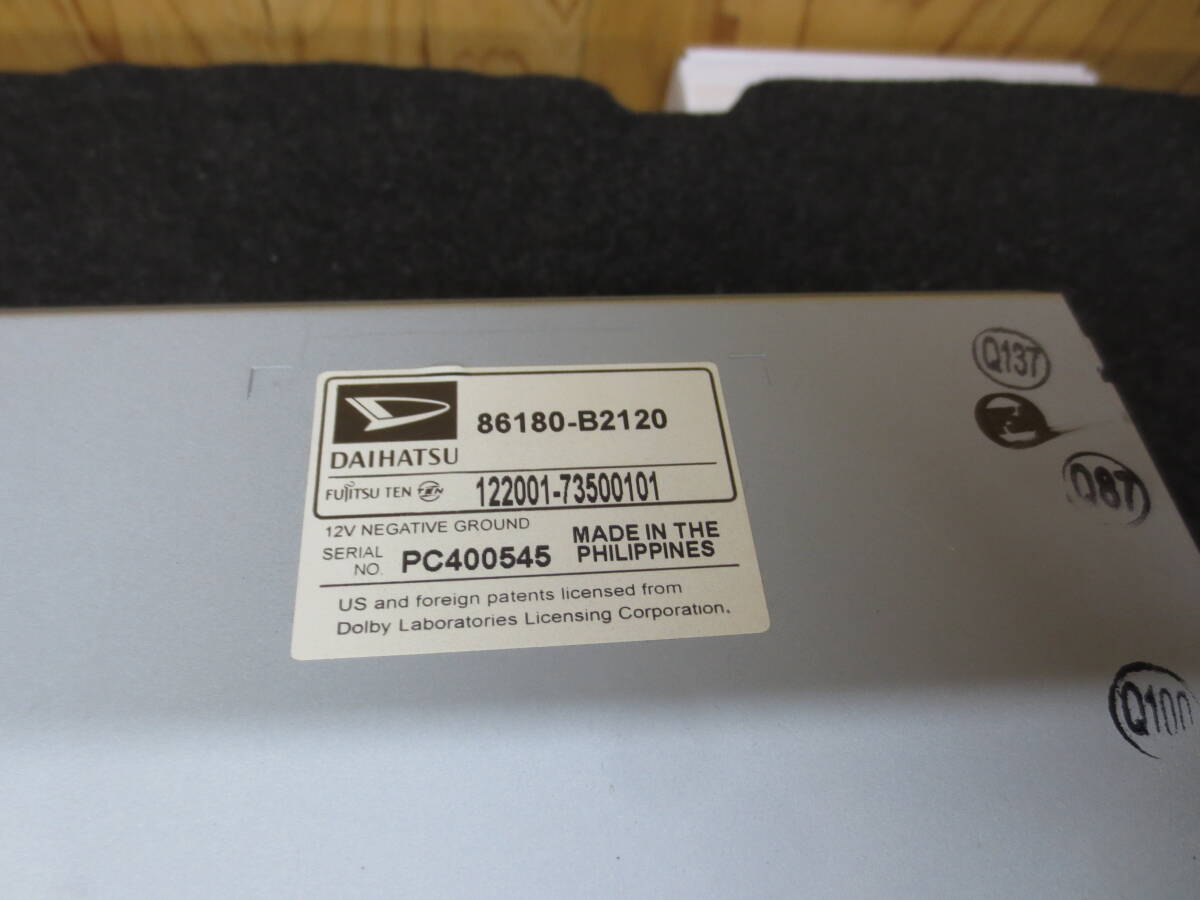 86180-B2120
DAIHATSU
FUJITSU TEN TEN 122001-73500101
12V NEGATIVE GROUND
SERIAL NO. PC400545
MADE IN THE PHILIPPINES
US and foreign patents licensed from
Dolby Laboratories Licensing Corporation.
Q137
Q87
Q100